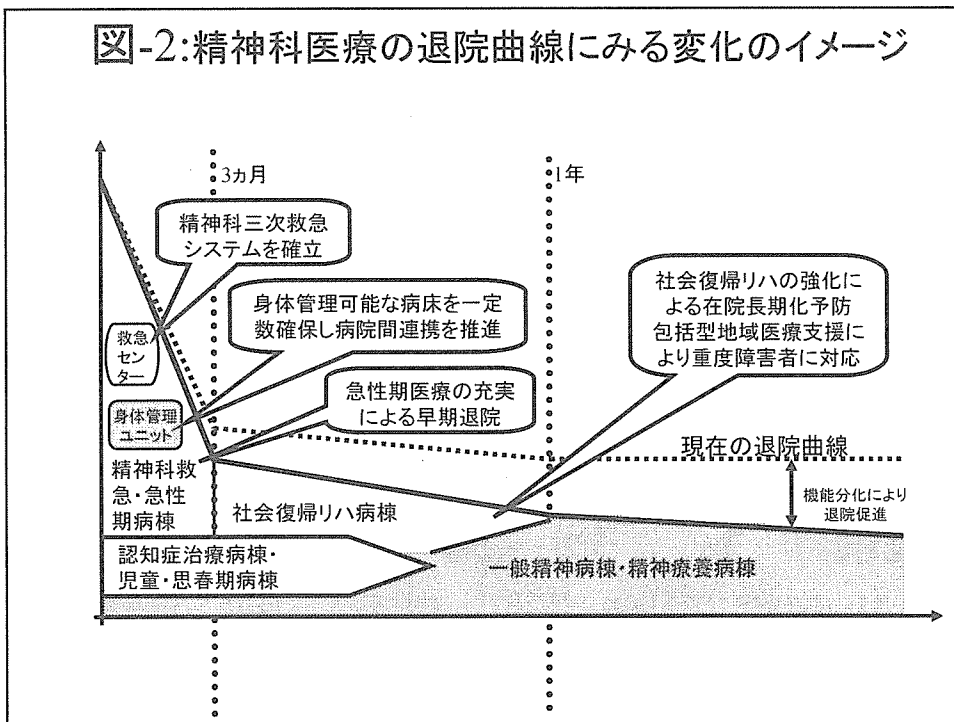 図-2:精神科医療の退院曲線にみる変化のイメージ
3ヵ月
1年
精神科三次救急
システムを確立
身体管理可能な病床を一定
数確保し病院間連携を推進
急性期医療の充実
による早期退院
社会復帰リハの強化に
よる在院長期化予防
包括型地域医療支援に
より重度障害者に対応
救急
セン
ター
身体管理
ユニット
精神科救
急・急性
期病棟
社会復帰リハ病棟
現在の退院曲線
機能分化により
退院促進
認知症治療病棟・
児童・思春期病棟
一般精神病棟・精神療養病棟